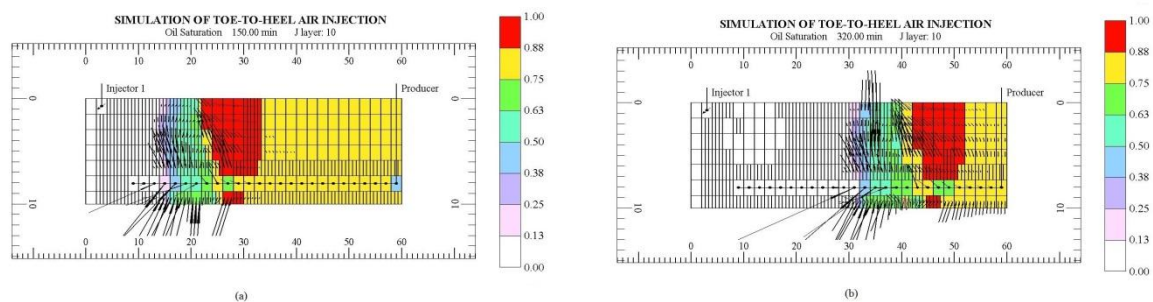 SIMULATION OF TOE-TO-HEEL AIR INJECTION
Oil Saturation 150.00 min J layer: 10
0 10 20 30 40 50 60
Injector 1
Producer
0
0
10
10
0 10 20 30 40 50 60
1.00
0.88
0.75
0.63
0.50
0.38
0.25
0.13
0.00
(a)
SIMULATION OF TOE-TO-HEEL AIR INJECTION
Oil Saturation 320.00 min J layer: 10
0 10 20 30 40 50 60
Injector 1
Producer
0
0
10
10
0 10 20 30 40 50 60
1.00
0.88
0.75
0.63
0.50
0.38
0.25
0.13
0.00
(b)